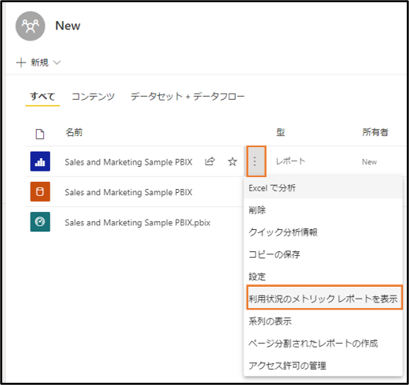 New
新規
すべて コンテンツ データセット + データフロー
名前 型 所有者
Sales and Marketing Sample PBIX レポート New
Sales and Marketing Sample PBIX
Sales and Marketing Sample PBIX.pbix
Excel で分析
削除
クイック分析情報
コピーの保存
設定
利用状況のメトリック レポートを表示
系列の表示
ページ分割されたレポートの作成
アクセス許可の管理